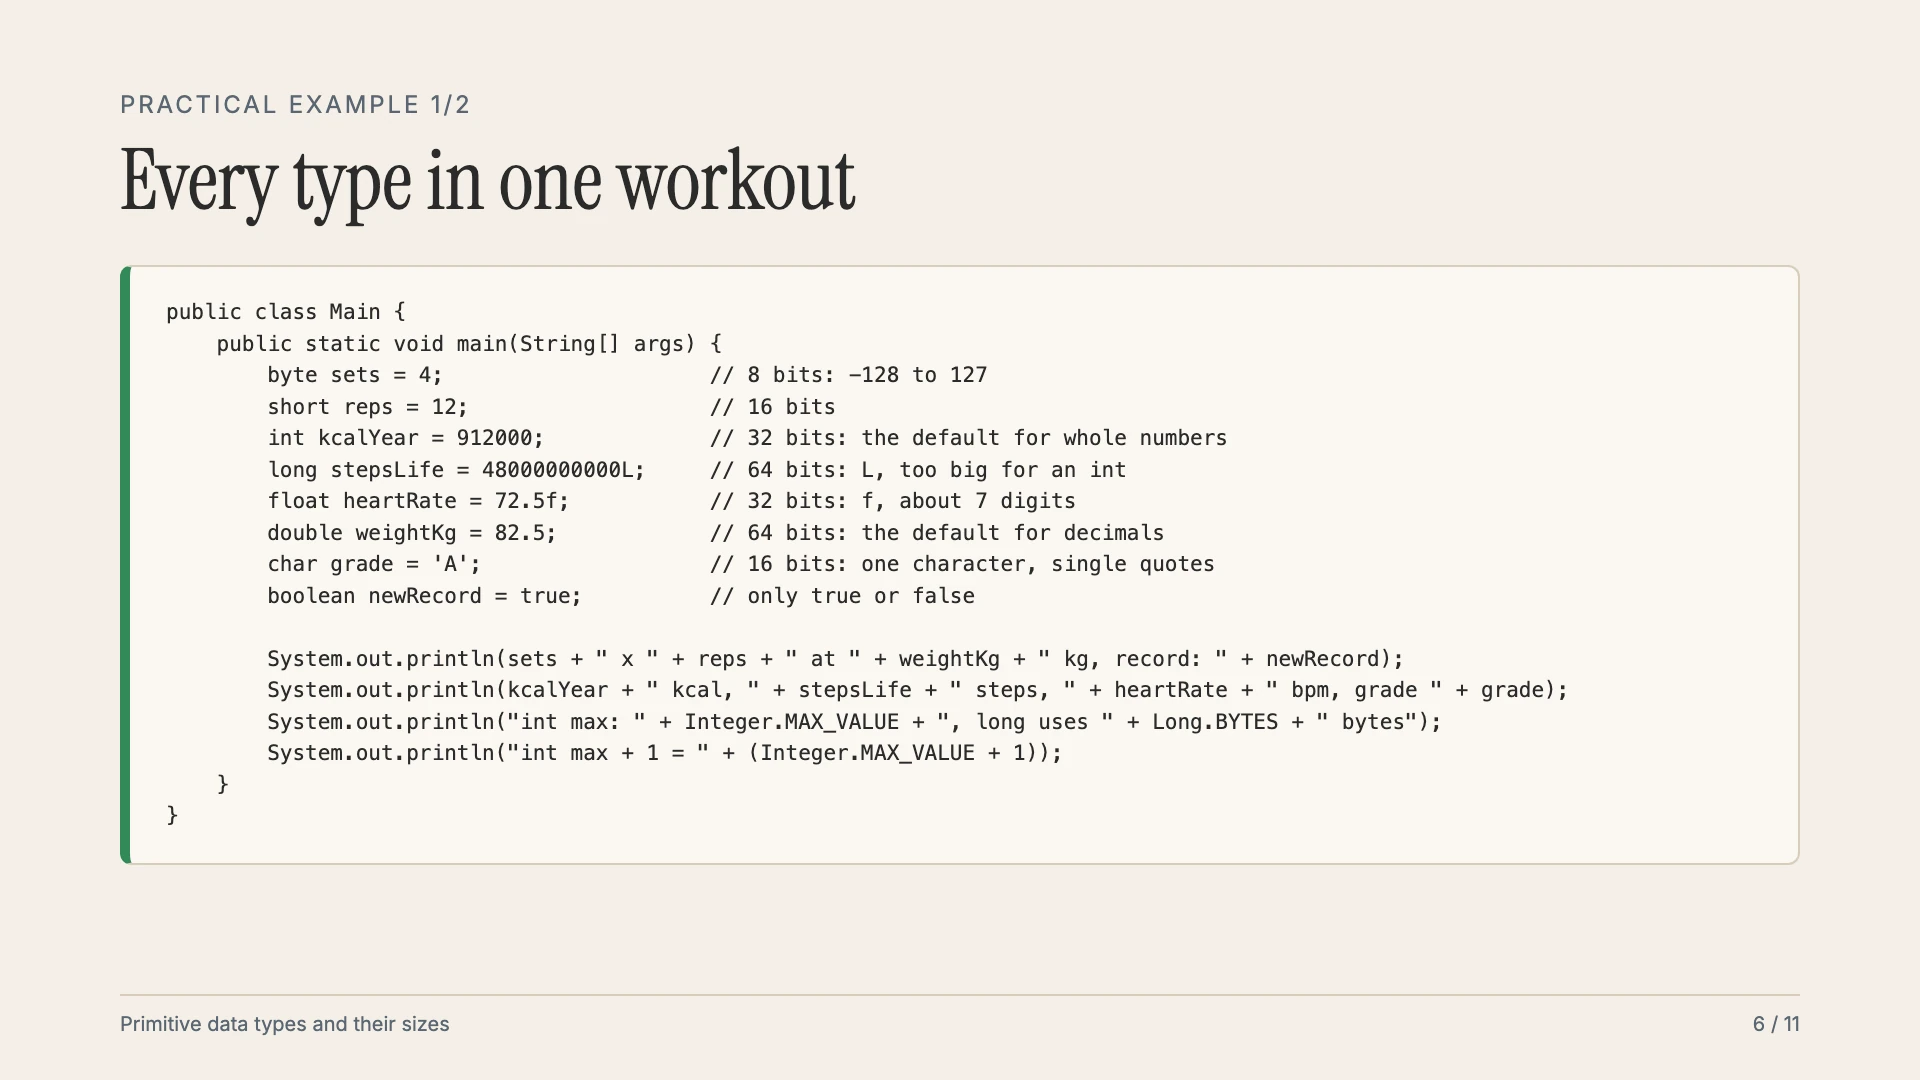 PRACTICAL EXAMPLE 1/2
Every type in one workout
public class Main {
    public static void main(String[] args) {
        byte sets = 4;                     // 8 bits: −128 to 127
        short reps = 12;                   // 16 bits
        int kcalYear = 912000;             // 32 bits: the default for whole numbers
        long stepsLife = 48000000000L;     // 64 bits: L, too big for an int
        float heartRate = 72.5f;           // 32 bits: f, about 7 digits
        double weightKg = 82.5;            // 64 bits: the default for decimals
        char grade = 'A';                  // 16 bits: one character, single quotes
        boolean newRecord = true;          // only true or false
        System.out.println(sets + " x " + reps + " at " + weightKg + " kg, record: " + newRecord);
        System.out.println(kcalYear + " kcal, " + stepsLife + " steps, " + heartRate + " bpm, grade " + grade);
        System.out.println("int max: " + Integer.MAX_VALUE + ", long uses " + Long.BYTES + " bytes");
        System.out.println("int max + 1 = " + (Integer.MAX_VALUE + 1));
    }
}
Primitive data types and their sizes
6 / 11